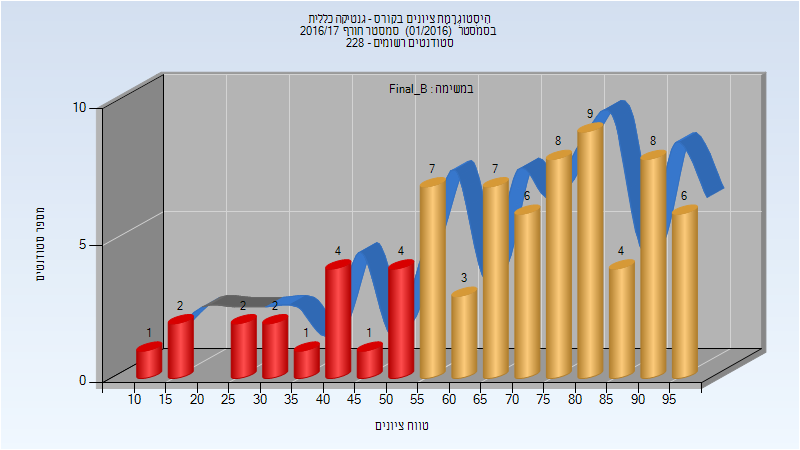 היסטוגרמת ציונים בקורס - גנטיקה כללית
בסמסטר (01/2016) סמסטר חורף 2016/17
סטודנטים רשומים - 228
במשימה : Final_B
מספר סטודנטים
10
5
0
1
2
2
2
1
4
1
4
7
3
7
6
8
9
4
8
6
10 15 20 25 30 35 40 45 50 55 60 65 70 75 80 85 90 95
טווח ציונים